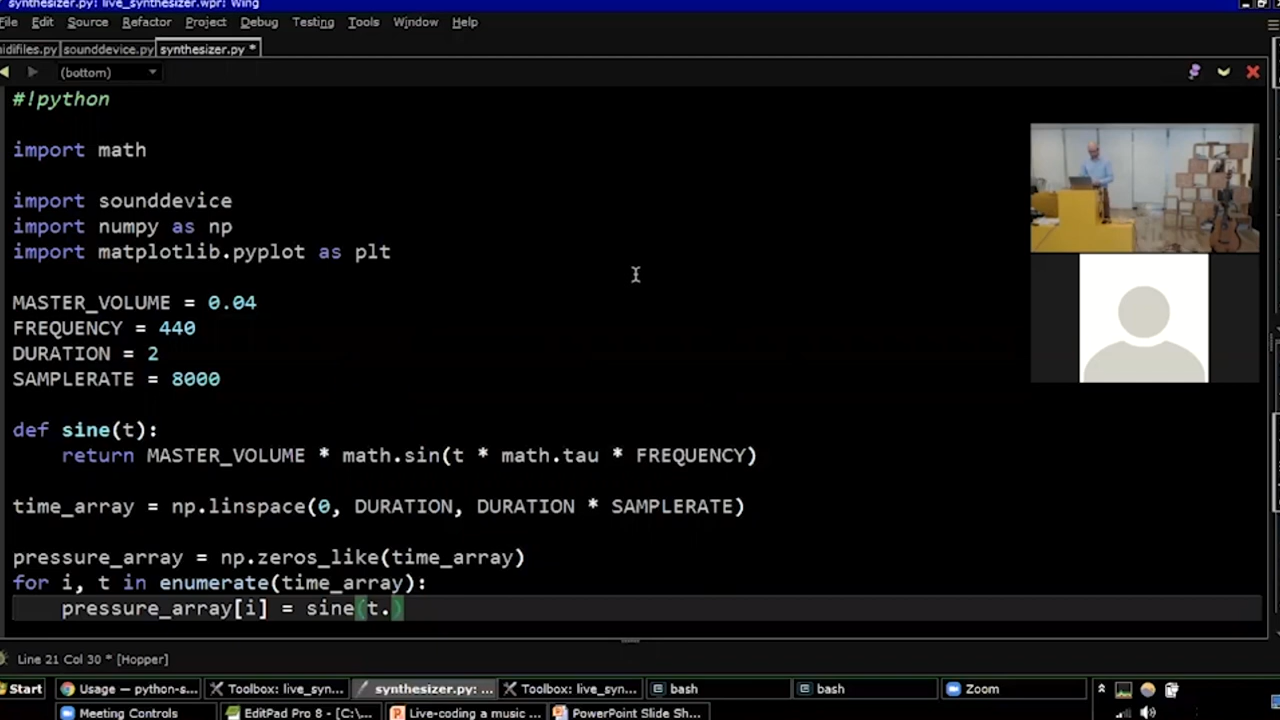 synthesizer.py: live_synthesizer.wpr: Wing
File Edit Source Refactor Project Debug Testing Tools Window Help
idifiles.py sounddevice.py synthesizer.py *
(bottom)
#!python
import math
import sounddevice
import numpy as np
import matplotlib.pyplot as plt
MASTER_VOLUME = 0.04
FREQUENCY = 440
DURATION = 2
SAMPLERATE = 8000
def sine(t):
    return MASTER_VOLUME * math.sin(t * math.tau * FREQUENCY)
time_array = np.linspace(0, DURATION, DURATION * SAMPLERATE)
pressure_array = np.zeros_like(time_array)
for i, t in enumerate(time_array):
    pressure_array[i] = sine(t.)
Line 21 Col 30 * [Hopper]
Start Usage — python-s... Toolbox: live_syn... synthesizer.py: ... Toolbox: live_syn... bash bash Zoom
Meeting Controls EditPad Pro 8 - [C:\... Live-coding a music ... PowerPoint Slide Sh...